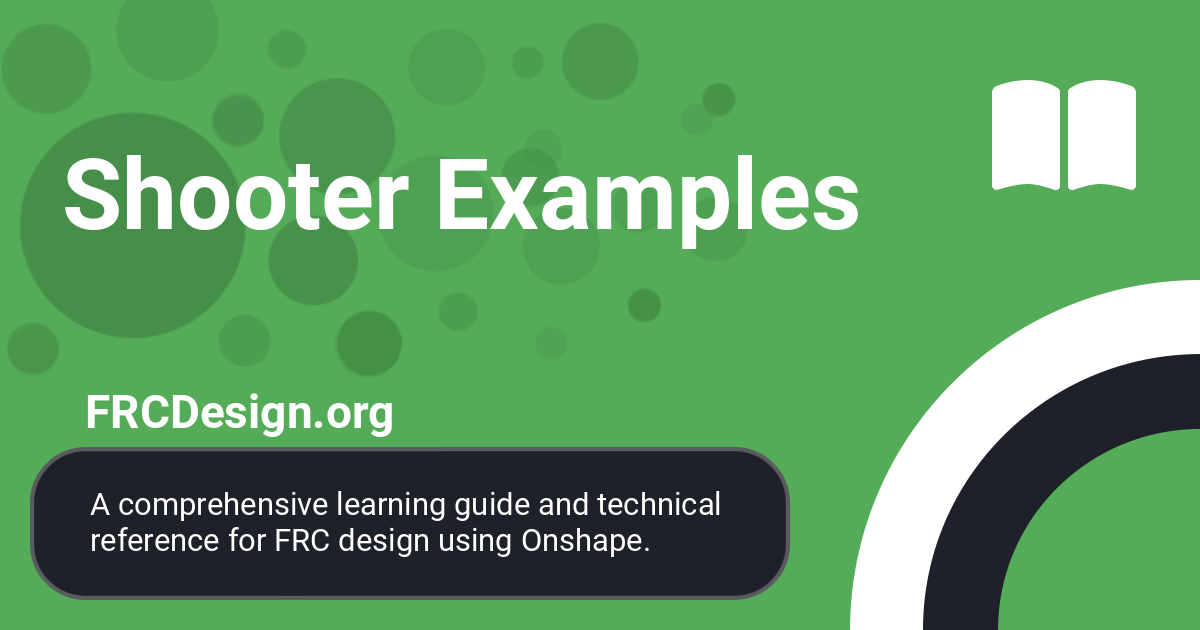 Shooter Examples
FRCDesign.org
A comprehensive learning guide and technical
reference for FRC design using Onshape.